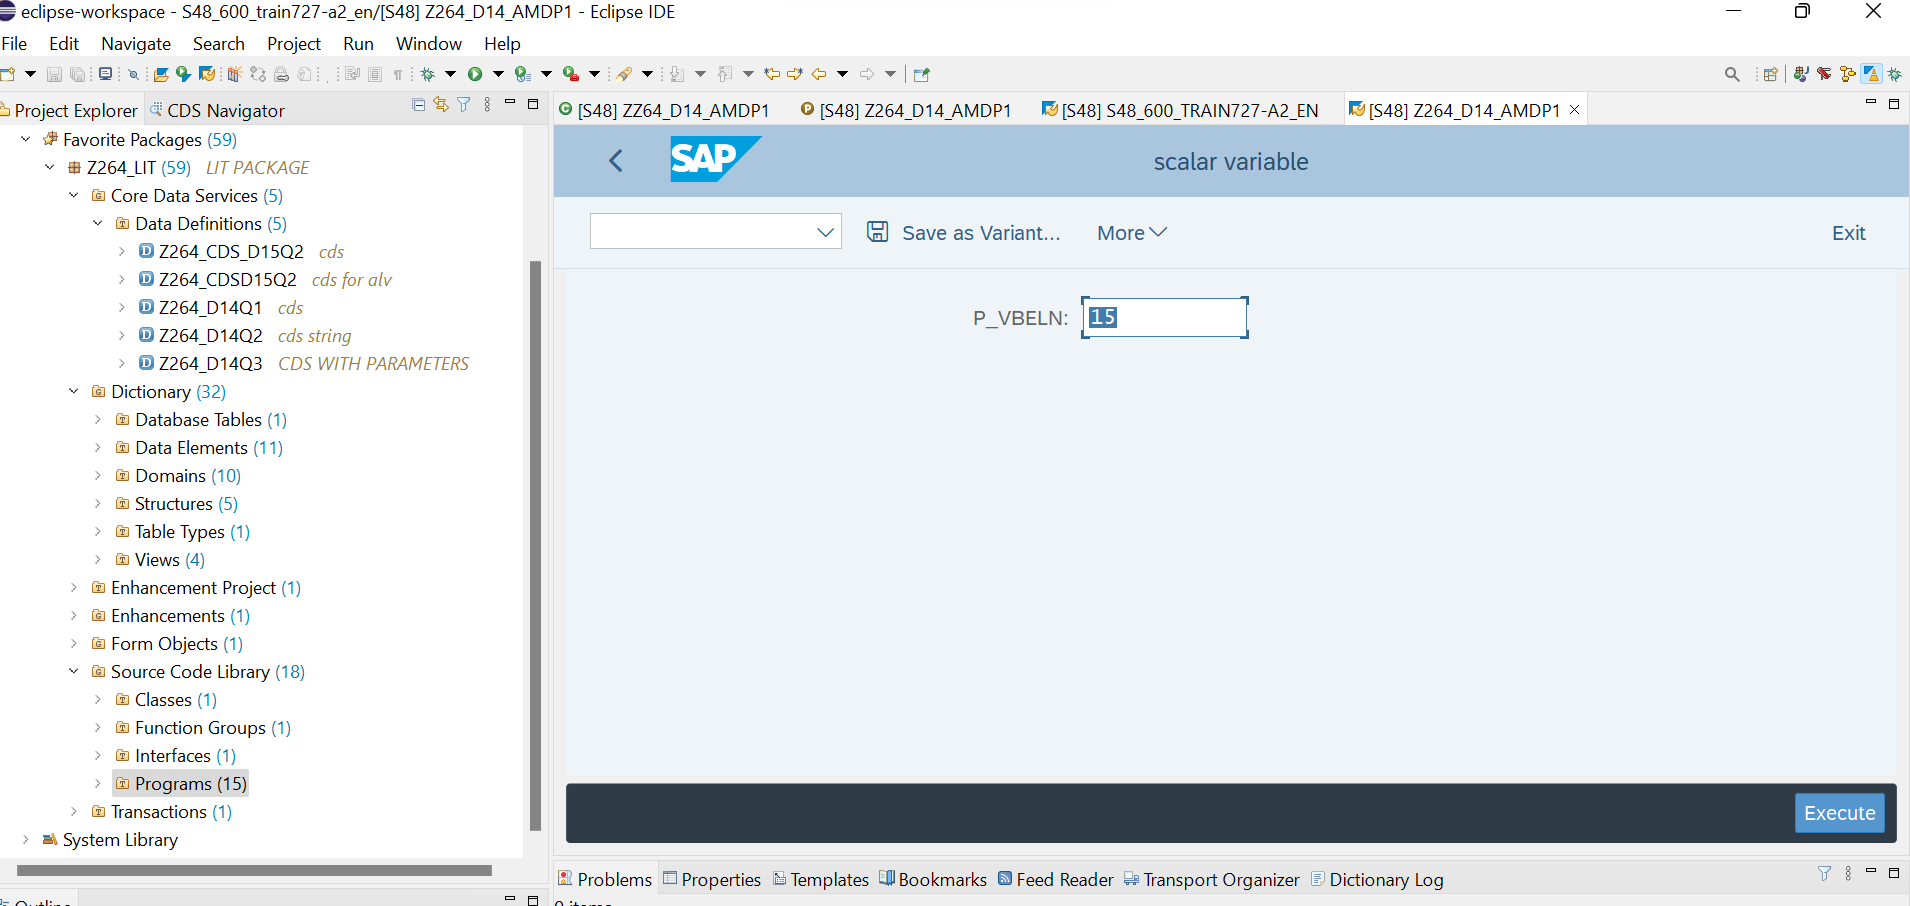 eclipse-workspace - S48_600_train727-a2_en/[S48] Z264_D14_AMDP1 - Eclipse IDE
File Edit Navigate Search Project Run Window Help
Project Explorer CDS Navigator
[S48] ZZ64_D14_AMDP1 [S48] Z264_D14_AMDP1 [S48] S48_600_TRAIN727-A2_EN [S48] Z264_D14_AMDP1
Favorite Packages (59)
Z264_LIT (59) LIT PACKAGE
Core Data Services (5)
Data Definitions (5)
Z264_CDS_D15Q2 cds
Z264_CDSD15Q2 cds for alv
Z264_D14Q1 cds
Z264_D14Q2 cds string
Z264_D14Q3 CDS WITH PARAMETERS
Dictionary (32)
Database Tables (1)
Data Elements (11)
Domains (10)
Structures (5)
Table Types (1)
Views (4)
Enhancement Project (1)
Enhancements (1)
Form Objects (1)
Source Code Library (18)
Classes (1)
Function Groups (1)
Interfaces (1)
Programs (15)
Transactions (1)
System Library
SAP scalar variable
Save as Variant... More Exit
P_VBELN: 15
Execute
Problems Properties Templates Bookmarks Feed Reader Transport Organizer Dictionary Log
Outline
0 items